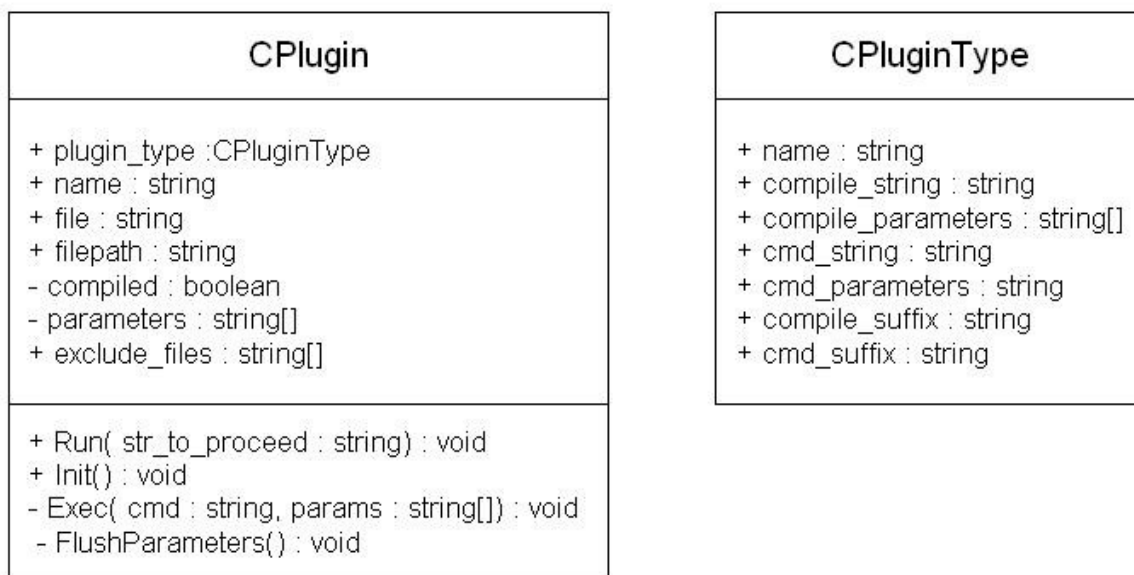 CPlugin
+ plugin_type :CPluginType
+ name : string
+ file : string
+ filepath : string
- compiled : boolean
- parameters : string[]
+ exclude_files : string[]
+ Run( str_to_proceed : string) : void
+ Init() : void
- Exec( cmd : string, params : string[]) : void
- FlushParameters() : void
CPluginType
+ name : string
+ compile_string : string
+ compile_parameters : string[]
+ cmd_string : string
+ cmd_parameters : string
+ compile_suffix : string
+ cmd_suffix : string